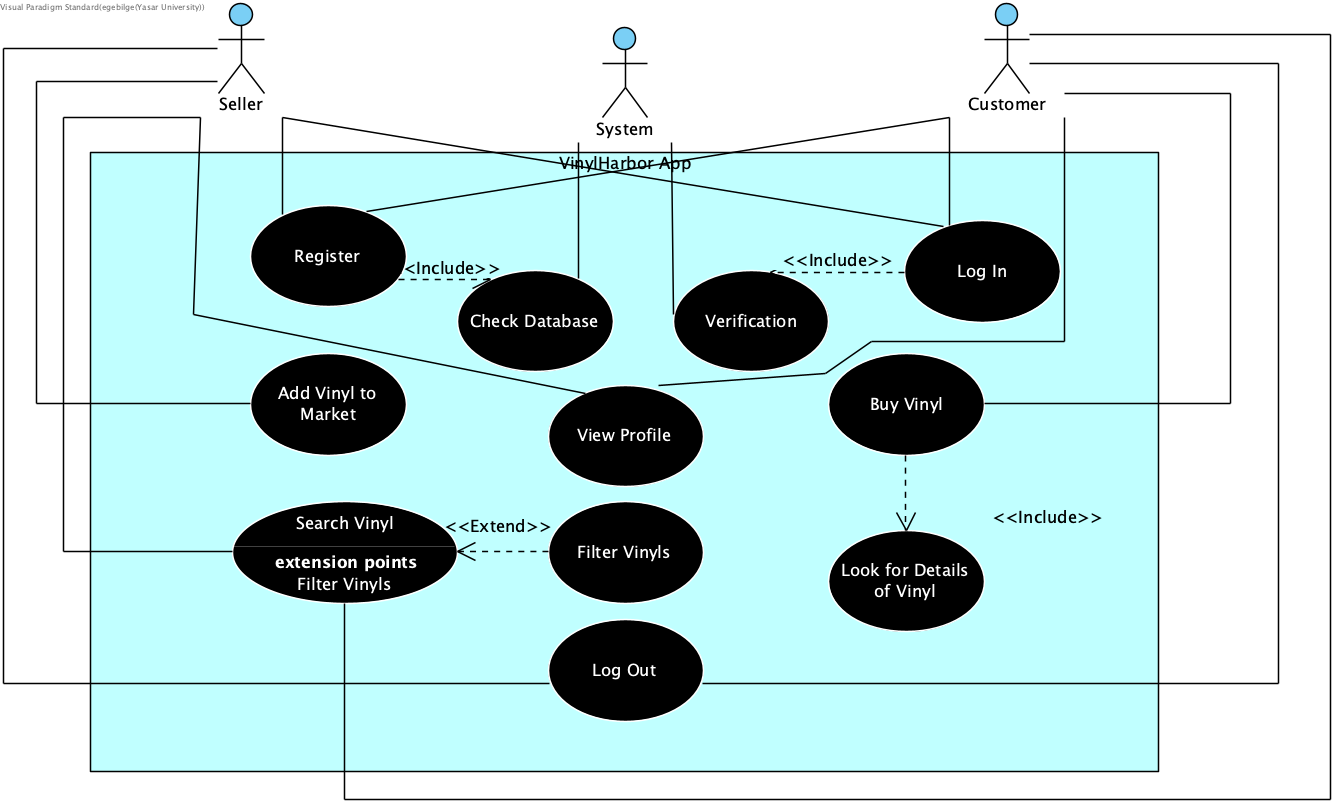 Visual Paradigm Standard(egebilge(Yasar University))
Seller
System
Customer
VinylHarbor App
Register
<Include>>
<<Include>>
Log In
Check Database
Verification
Add Vinyl to
Market
View Profile
Buy Vinyl
Search Vinyl
extension points
Filter Vinyls
<<Extend>>
Filter Vinyls
<<Include>>
Look for Details
of Vinyl
Log Out